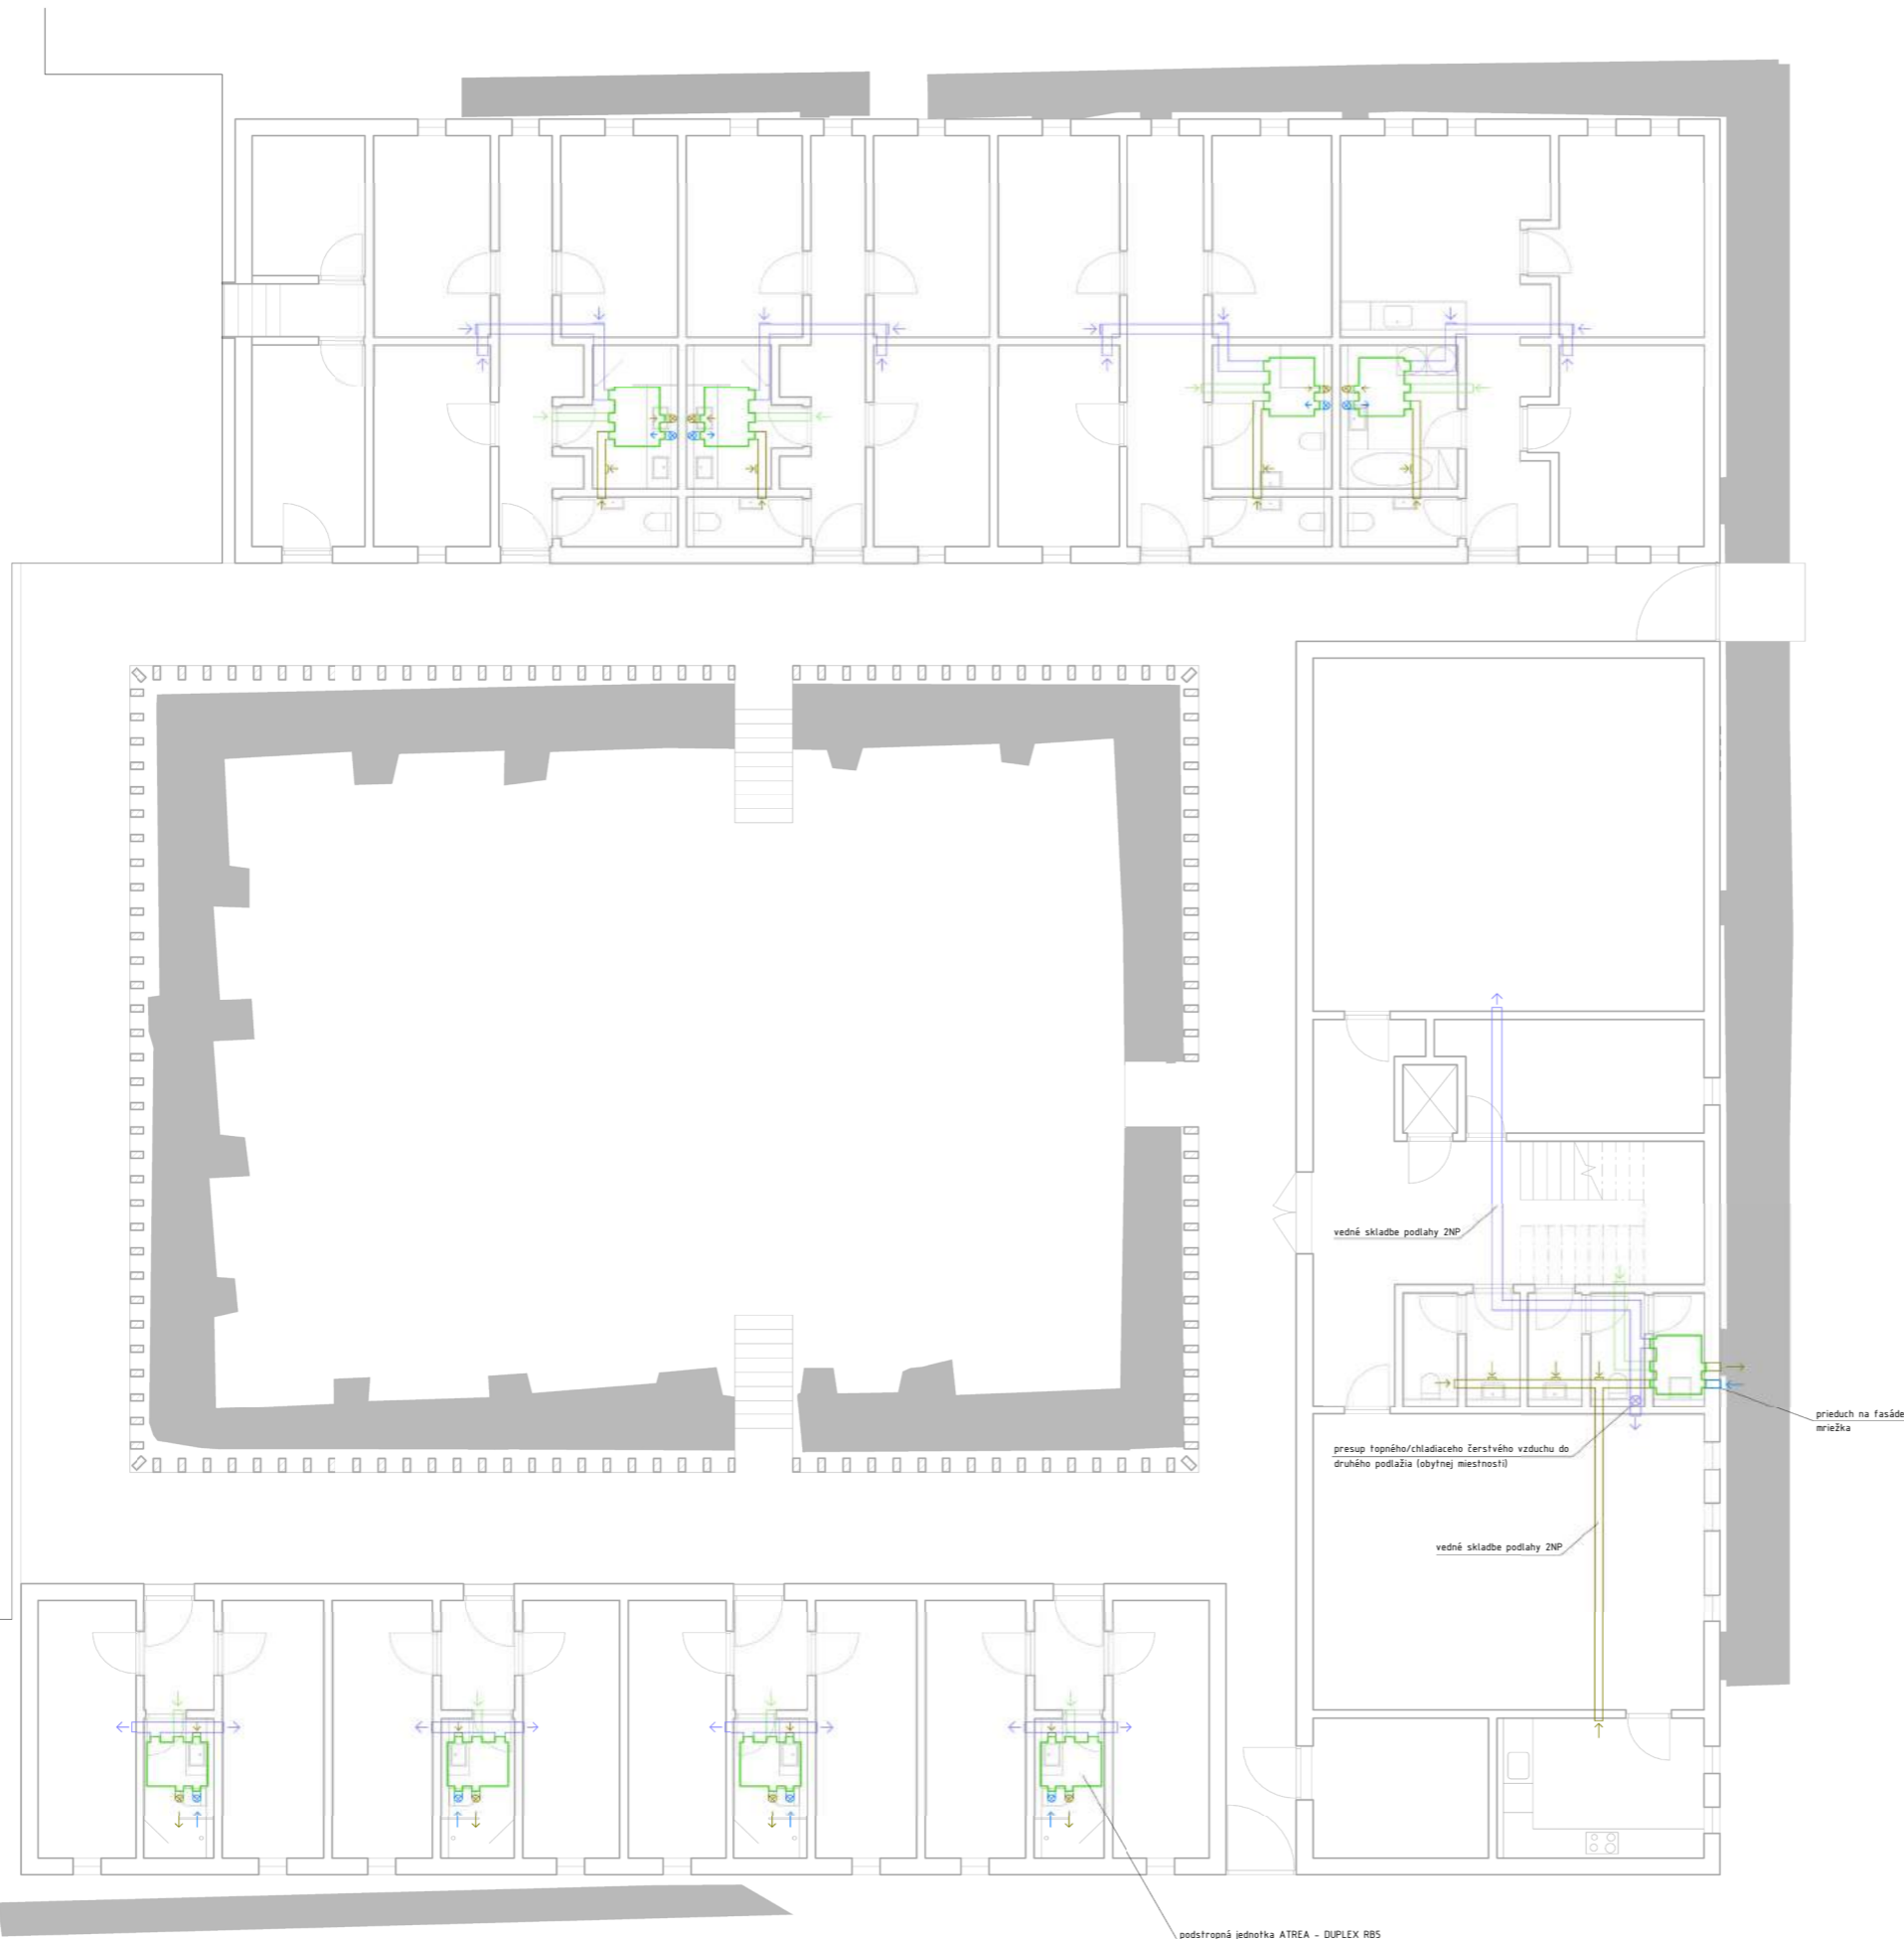 vedné skladbe podlahy 2NP
prieduch na fasáde
mriežka
presup topného/chladiaceho čerstvého vzduchu do
druhého podlažia (obytnej miestnosti)
vedné skladbe podlahy 2NP
podstropná jednotka ATREA - DUPLEX RB5